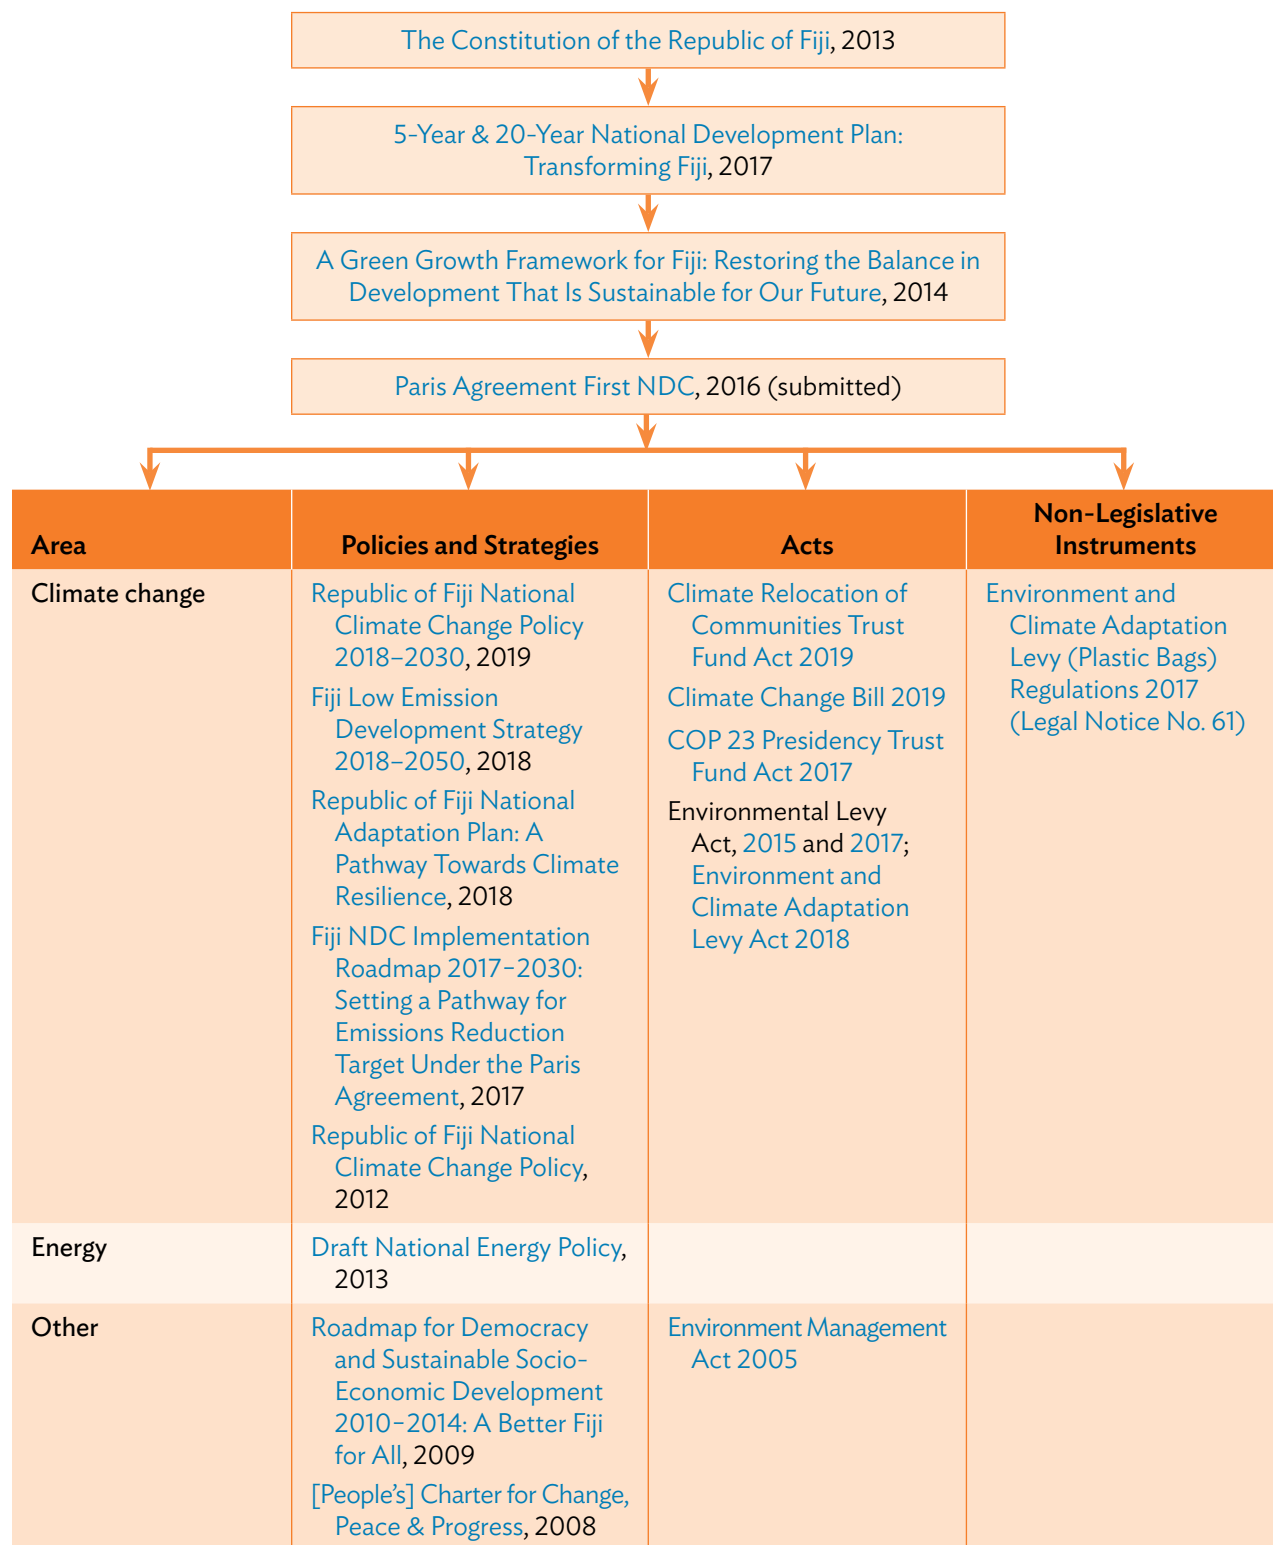 The Constitution of the Republic of Fiji, 2013
5-Year & 20-Year National Development Plan:
Transforming Fiji, 2017
A Green Growth Framework for Fiji: Restoring the Balance in
Development That Is Sustainable for Our Future, 2014
Paris Agreement First NDC, 2016 (submitted)
Area
Policies and Strategies
Acts
Non-Legislative
Instruments
Climate change
Republic of Fiji National
Climate Change Policy
2018–2030, 2019
Fiji Low Emission
Development Strategy
2018–2050, 2018
Republic of Fiji National
Adaptation Plan: A
Pathway Towards Climate
Resilience, 2018
Fiji NDC Implementation
Roadmap 2017–2030:
Setting a Pathway for
Emissions Reduction
Target Under the Paris
Agreement, 2017
Republic of Fiji National
Climate Change Policy,
2012
Climate Relocation of
Communities Trust
Fund Act 2019
Climate Change Bill 2019
COP 23 Presidency Trust
Fund Act 2017
Environmental Levy
Act, 2015 and 2017;
Environment and
Climate Adaptation
Levy Act 2018
Environment and
Climate Adaptation
Levy (Plastic Bags)
Regulations 2017
(Legal Notice No. 61)
Energy
Draft National Energy Policy,
2013
Other
Roadmap for Democracy
and Sustainable Socio-
Economic Development
2010–2014: A Better Fiji
for All, 2009
[People's] Charter for Change,
Peace & Progress, 2008
Environment Management
Act 2005